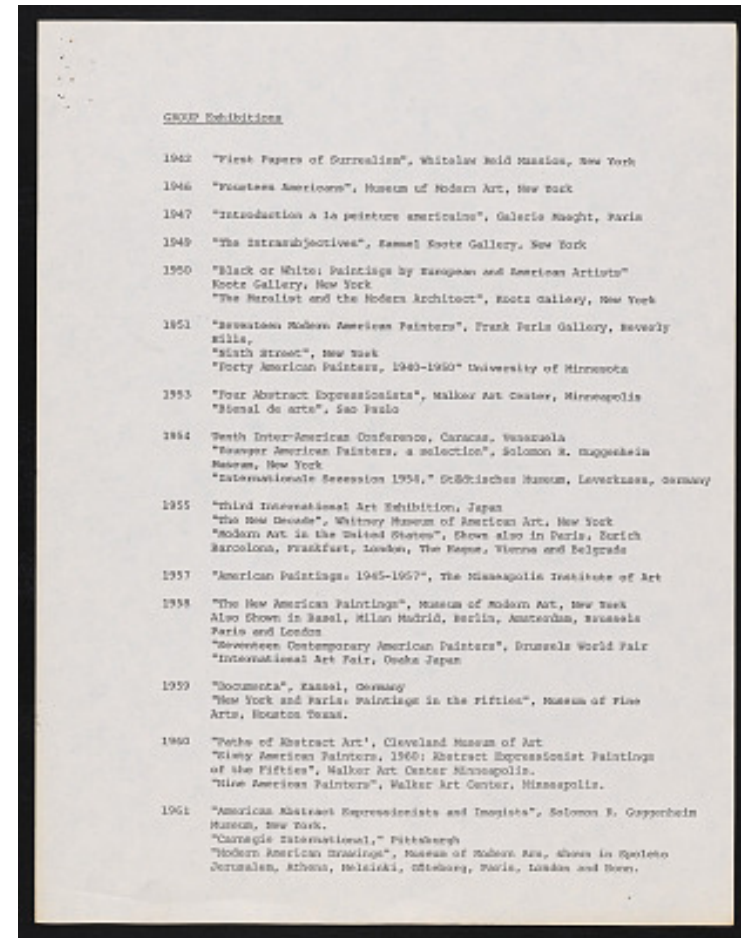 GROUP Exhibitions
1942 "First Papers of Surrealism", Whitelaw Reid Mansion, New York
1946 "Fourteen Americans", Museum of Modern Art, New York
1947 "Introduction a la peinture americaine", Galerie Maeght, Paris
1949 "The Intrasubjectives", Samuel Kootz Gallery, New York
1950 "Black or White: Paintings by European and American Artists"
Kootz Gallery, New York
"The Muralist and the Modern Architect", Kootz Gallery, New York
1951 "Seventeen Modern American Painters", Frank Perls Gallery, Beverly
Hills,
"Ninth Street", New York
"Forty American Painters, 1940-1950" University of Minnesota
1953 "Four Abstract Expressionists", Walker Art Center, Minneapolis
"Bienal de arte", Sao Paulo
1954 Tenth Inter-American Conference, Caracas, Venezuela
"Younger American Painters, a selection", Solomon R. Guggenheim
Museum, New York
"Internationale Sezession 1954," Städtisches Museum, Leverkusen, Germany
1955 "Third International Art Exhibition, Japan
"The New Decade", Whitney Museum of American Art, New York
"Modern Art in the United States", Shown also in Paris, Zurich
Barcelona, Frankfurt, London, The Hague, Vienna and Belgrade
1957 "American Paintings: 1945-1957", The Minneapolis Institute of Art
1958 "The New American Paintings", Museum of Modern Art, New York
Also Shown in Basel, Milan Madrid, Berlin, Amsterdam, Brussels
Paris and London
"Seventeen Contemporary American Painters", Brussels World Fair
"International Art Fair, Osaka Japan
1959 "Documenta", Kassel, Germany
"New York and Paris: Paintings in the Fifties", Museum of Fine
Arts, Houston Texas.
1960 "Paths of Abstract Art', Cleveland Museum of Art
"Sixty American Painters, 1960: Abstract Expressionist Paintings
of the Fifties", Walker Art Center Minneapolis.
"Nine American Painters", Walker Art Center, Minneapolis.
1961 "American Abstract Expressionists and Imagists", Solomon R. Guggenheim
Museum, New York.
"Carnegie International," Pittsburgh
"Modern American Drawings", Museum of Modern Art, shown in Spoleto
Jerusalem, Athens, Helsinki, Göteborg, Paris, London and Bonn.